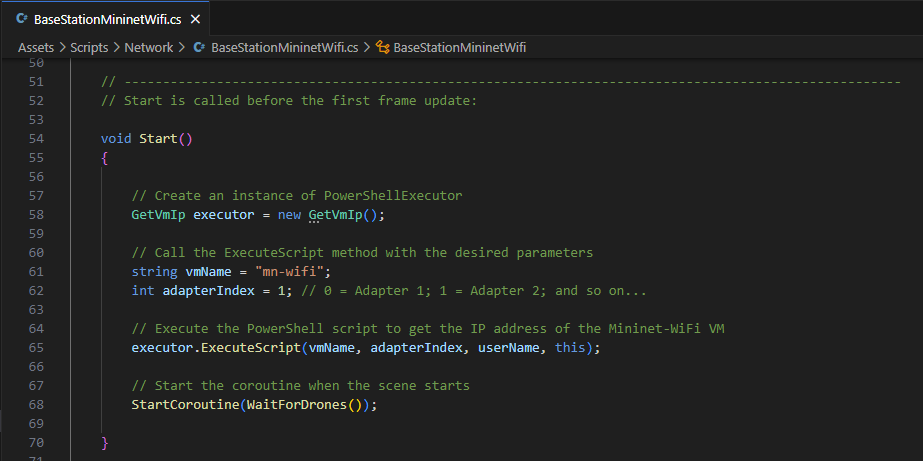 BaseStationMininetWifi.cs
Assets > Scripts > Network > BaseStationMininetWifi.cs > BaseStationMininetWifi
50
51 // ------------------------------------------------------------------------------------------------------
52 // Start is called before the first frame update:
53
54 void Start()
55 {
56
57 // Create an instance of PowerShellExecutor
58 GetVmIp executor = new GetVmIp();
59
60 // Call the ExecuteScript method with the desired parameters
61 string vmName = "mn-wifi";
62 int adapterIndex = 1; // 0 = Adapter 1; 1 = Adapter 2; and so on...
63
64 // Execute the PowerShell script to get the IP address of the Mininet-WiFi VM
65 executor.ExecuteScript(vmName, adapterIndex, userName, this);
66
67 // Start the coroutine when the scene starts
68 StartCoroutine(WaitForDrones());
69
70 }
71